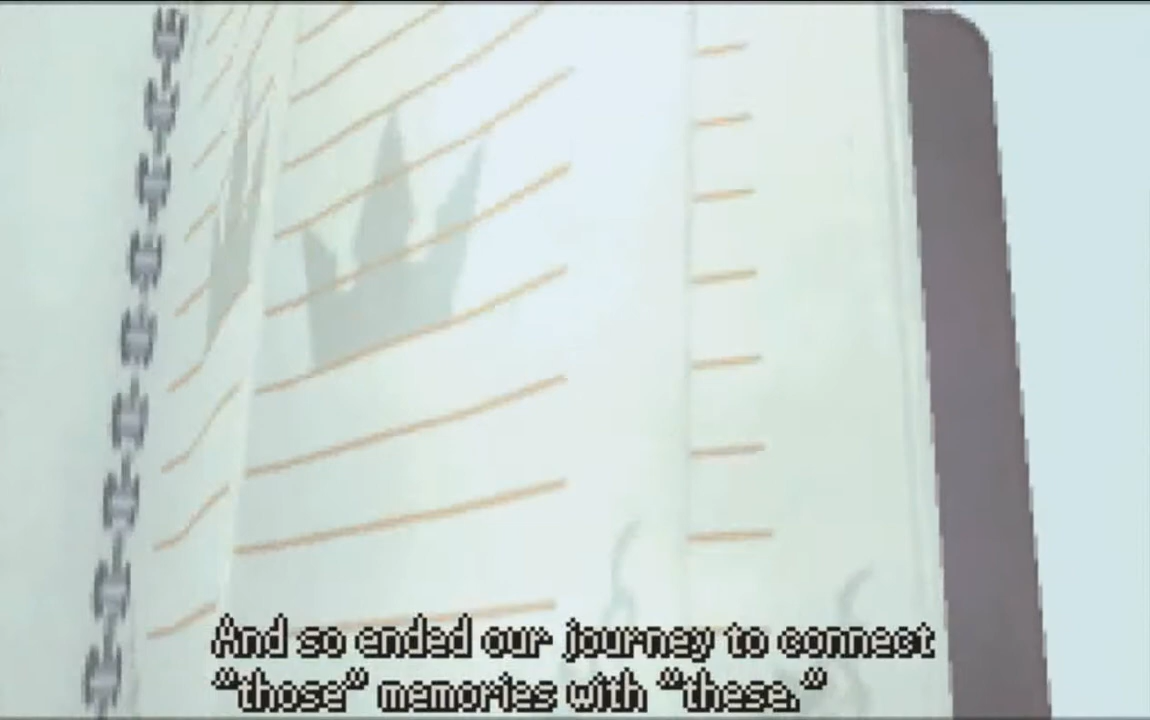 And so ended our journey to connect
“those” memories with “these.”